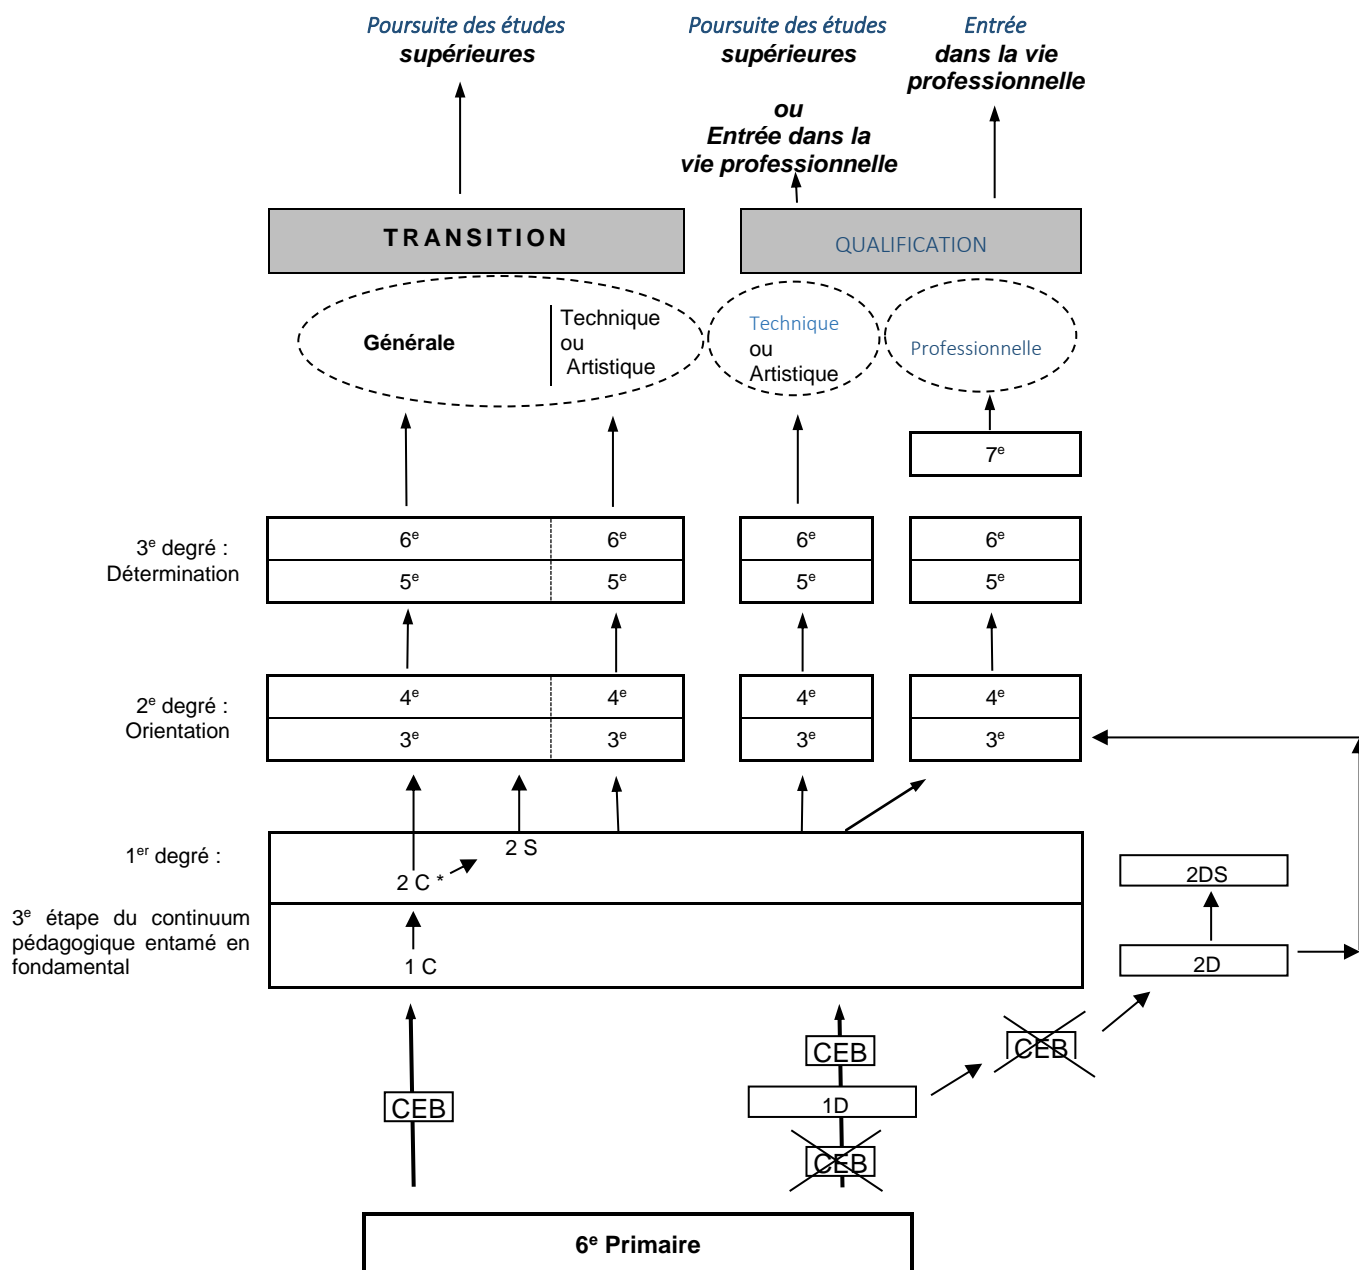 Poursuite des études
supérieures
Poursuite des études
supérieures
ou
Entrée dans la
vie professionnelle
Entrée
dans la vie
professionnelle
TRANSITION
QUALIFICATION
Générale
Technique
ou
Artistique
Technique
ou
Artistique
Professionnelle
7e
3e degré :
Détermination
6e 6e 6e 6e
5e 5e 5e 5e
2e degré :
Orientation
4e 4e 4e 4e
3e 3e 3e 3e
1er degré :
2 S
2 C *
2DS
3e étape du continuum
pédagogique entamé en
fondamental
1 C
2D
CEB
CEB
CEB
1D
CEB
6e Primaire